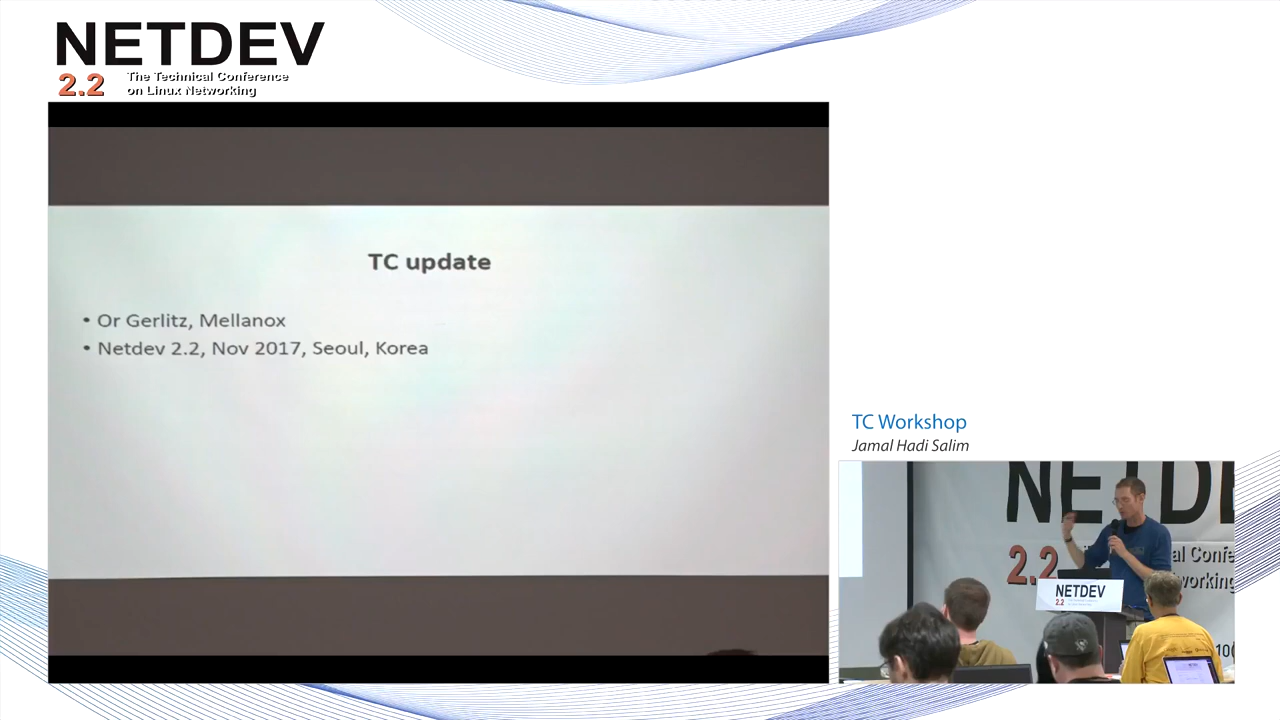 NETDEV
2.2 The Technical Conference
on Linux Networking
TC update
• Or Gerlitz, Mellanox
• Netdev 2.2, Nov 2017, Seoul, Korea
TC Workshop
Jamal Hadi Salim
NETDE
2.2 al Confe
working
NETDEV
2.2
10(